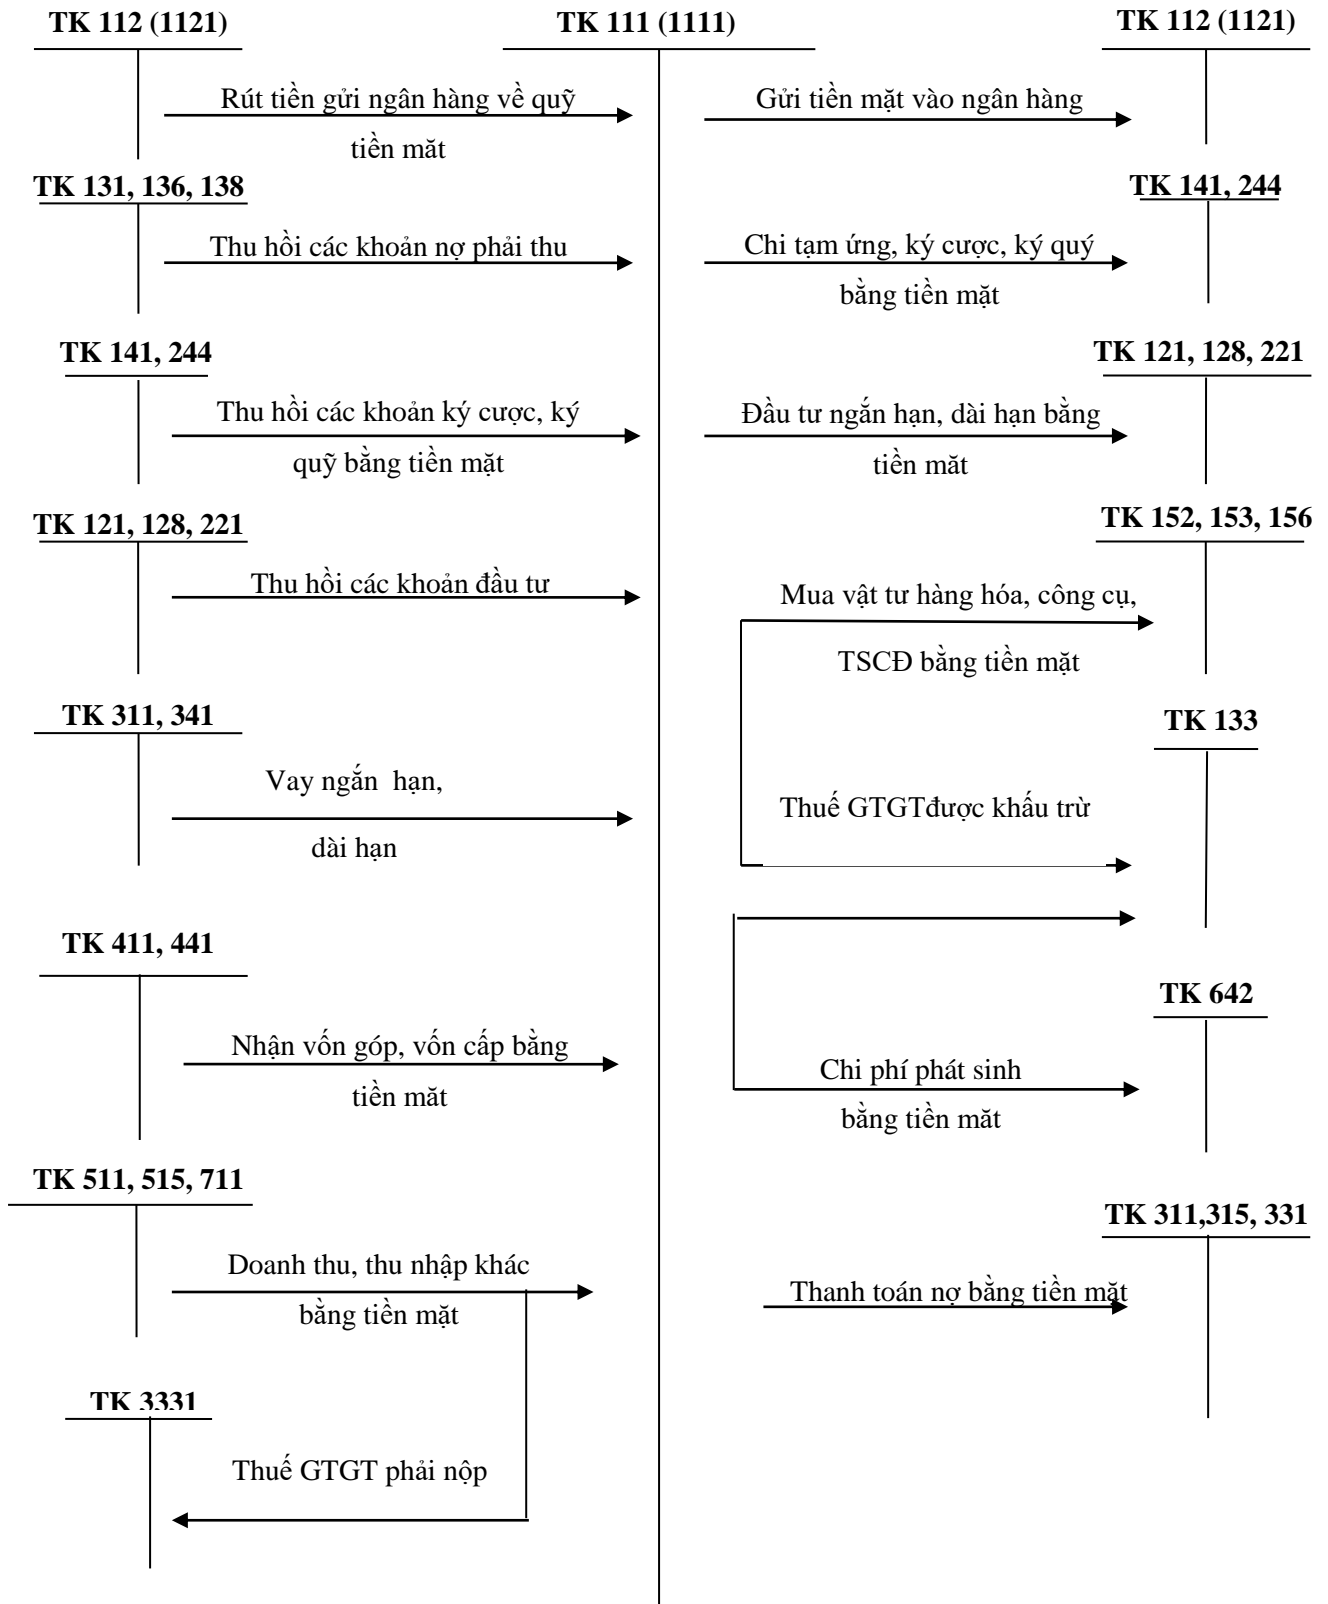 TK 112 (1121)
TK 111 (1111)
TK 112 (1121)
Rút tiền gửi ngân hàng về quỹ
tiền măt
Gửi tiền mặt vào ngân hàng
TK 131, 136, 138
TK 141, 244
Thu hồi các khoản nợ phải thu
Chi tạm ứng, ký cược, ký quý
bằng tiền mặt
TK 141, 244
TK 121, 128, 221
Thu hồi các khoản ký cược, ký
quỹ bằng tiền mặt
Đầu tư ngắn hạn, dài hạn bằng
tiền măt
TK 121, 128, 221
TK 152, 153, 156
Thu hồi các khoản đầu tư
Mua vật tư hàng hóa, công cụ,
TSCĐ bằng tiền mặt
TK 311, 341
TK 133
Vay ngắn hạn,
dài hạn
Thuế GTGTđược khấu trừ
TK 411, 441
TK 642
Nhận vốn góp, vốn cấp bằng
tiền măt
Chi phí phát sinh
bằng tiền măt
TK 511, 515, 711
TK 311,315, 331
Doanh thu, thu nhập khác
bằng tiền mặt
Thanh toán nợ bằng tiền mặt
TK 3331
Thuế GTGT phải nộp